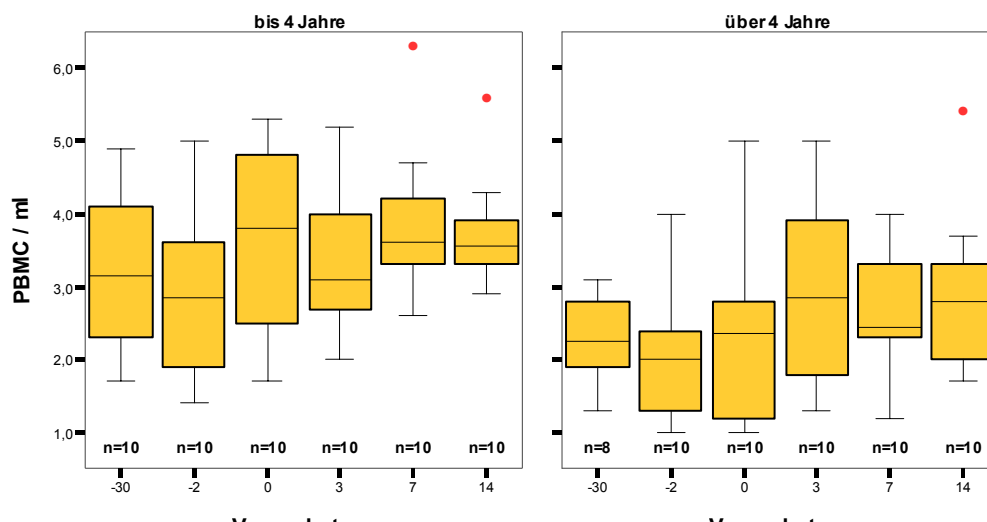 bis 4 Jahre
über 4 Jahre
PBMC / ml
6,0
5,0
4,0
3,0
2,0
1,0
n=10 n=10 n=10 n=10 n=10 n=10
n=8 n=10 n=10 n=10 n=10 n=10
-30 -2 0 3 7 14
-30 -2 0 3 7 14